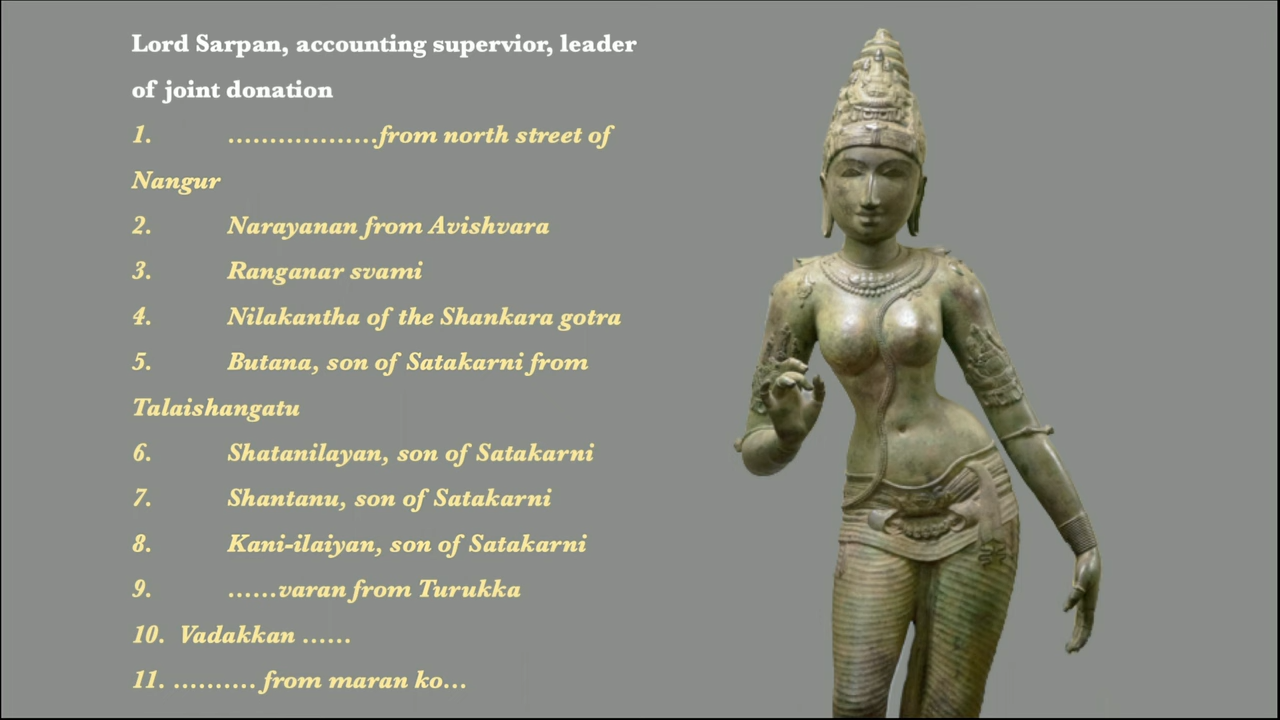 Lord Sarpan, accounting supervior, leader
of joint donation
1. ..................from north street of
Nangur
2. Narayanan from Avishvara
3. Ranganar svami
4. Nilakantha of the Shankara gotra
5. Butana, son of Satakarni from
Talaishangatu
6. Shatanilayan, son of Satakarni
7. Shantanu, son of Satakarni
8. Kani-ilaiyan, son of Satakarni
9. ......varan from Turukka
10. Vadakkan ......
11. .......... from maran ko...